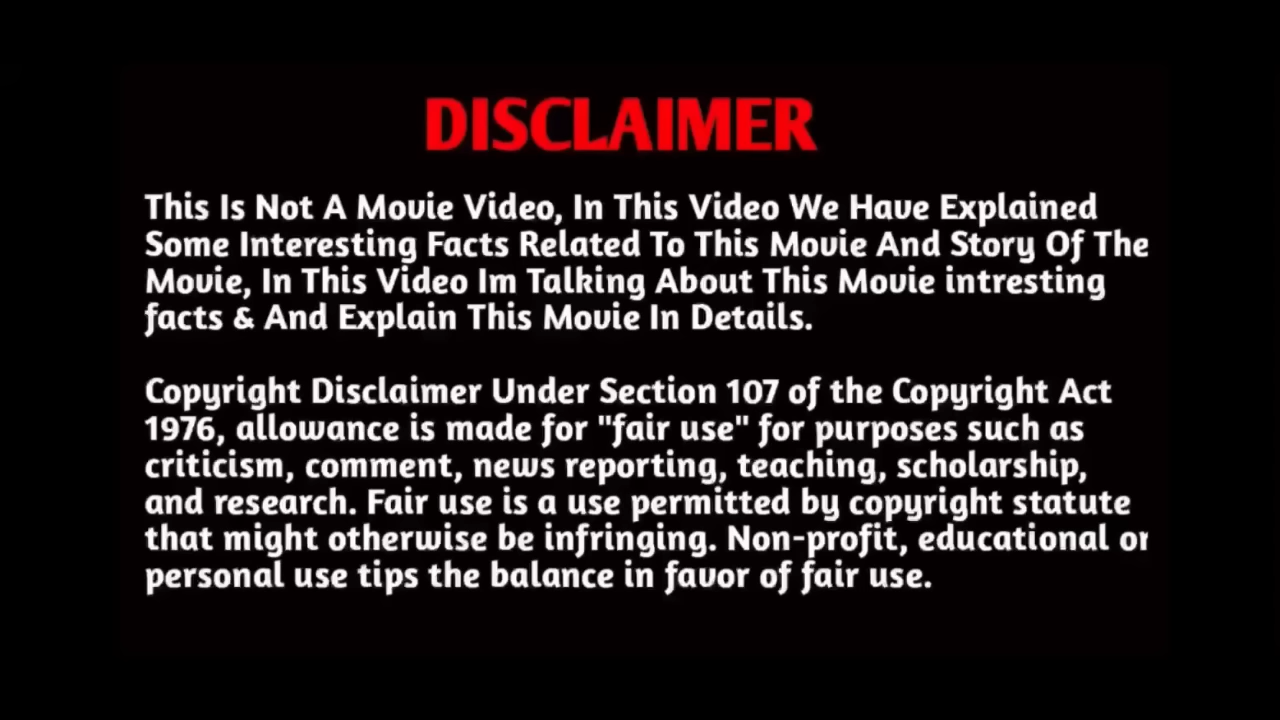 DISCLAIMER
This Is Not A Movie Video, In This Video We Have Explained
Some Interesting Facts Related To This Movie And Story Of The
Movie, In This Video Im Talking About This Movie intresting
facts & And Explain This Movie In Details.
Copyright Disclaimer Under Section 107 of the Copyright Act
1976, allowance is made for "fair use" for purposes such as
criticism, comment, news reporting, teaching, scholarship,
and research. Fair use is a use permitted by copyright statute
that might otherwise be infringing. Non-profit, educational or
personal use tips the balance in favor of fair use.